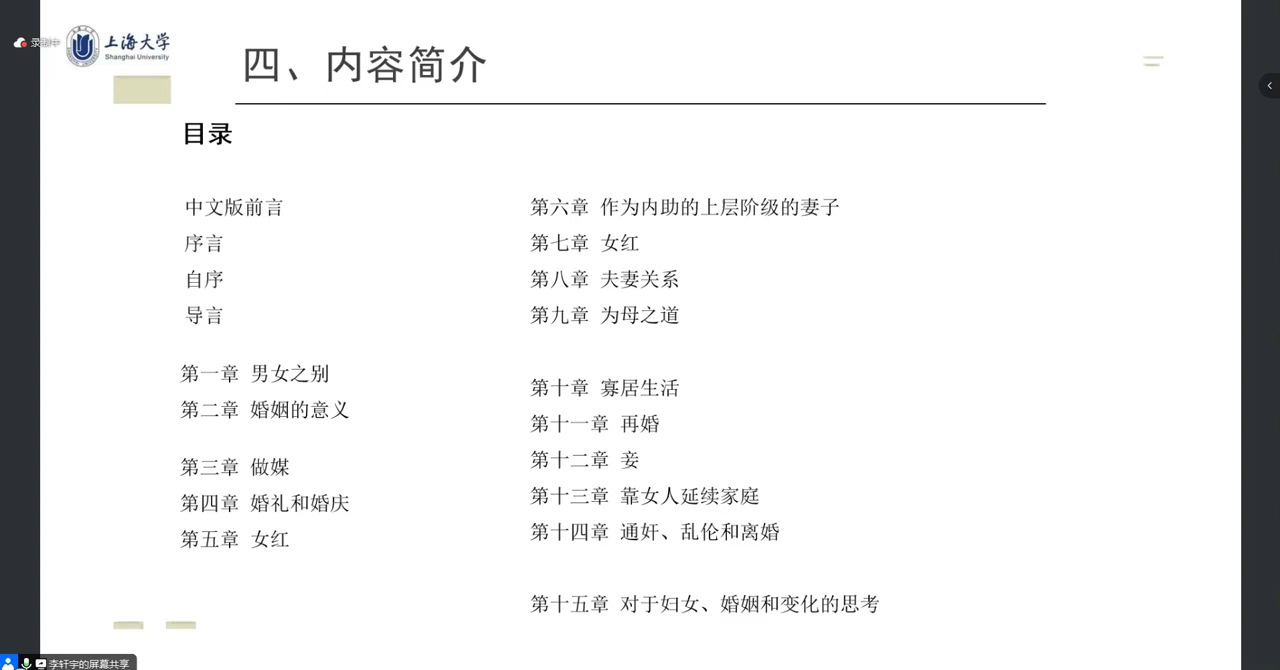 录制中
上海大学
Shanghai University
四、内容简介
目录
中文版前言
序言
自序
导言
第一章 男女之别
第二章 婚姻的意义
第三章 做媒
第四章 婚礼和婚庆
第五章 女红
第六章 作为内助的上层阶级的妻子
第七章 女红
第八章 夫妻关系
第九章 为母之道
第十章 寡居生活
第十一章 再婚
第十二章 妾
第十三章 靠女人延续家庭
第十四章 通奸、乱伦和离婚
第十五章 对于妇女、婚姻和变化的思考
李轩宇的屏幕共享